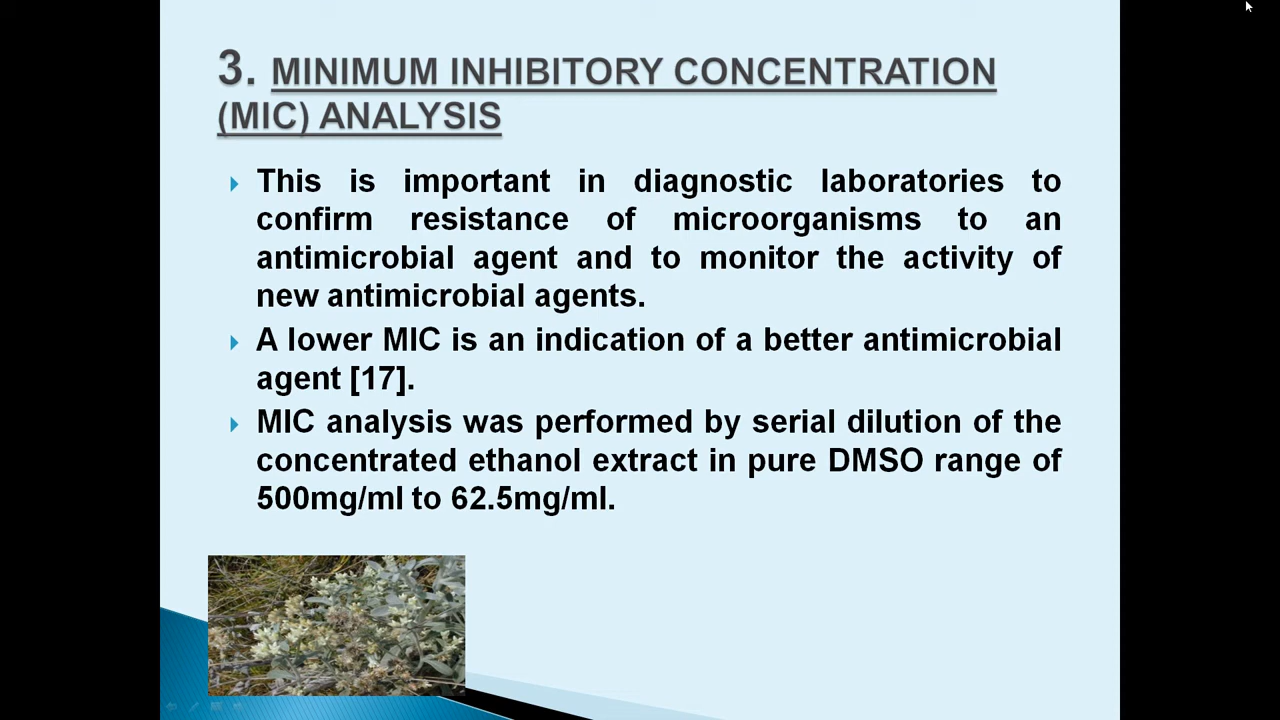 3. MINIMUM INHIBITORY CONCENTRATION
(MIC) ANALYSIS
This is important in diagnostic laboratories to
confirm resistance of microorganisms to an
antimicrobial agent and to monitor the activity of
new antimicrobial agents.
A lower MIC is an indication of a better antimicrobial
agent [17].
MIC analysis was performed by serial dilution of the
concentrated ethanol extract in pure DMSO range of
500mg/ml to 62.5mg/ml.